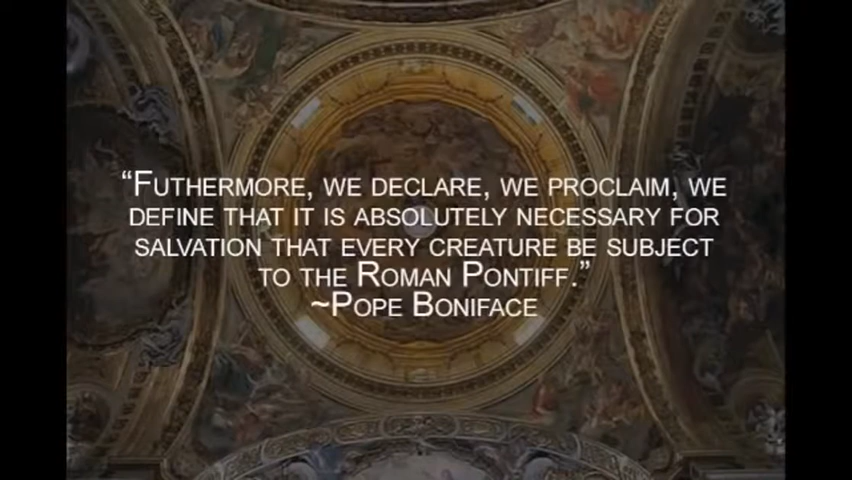 “Futhermore, we declare, we proclaim, we
define that it is absolutely necessary for
salvation that every creature be subject
to the Roman Pontiff.”
~Pope Boniface